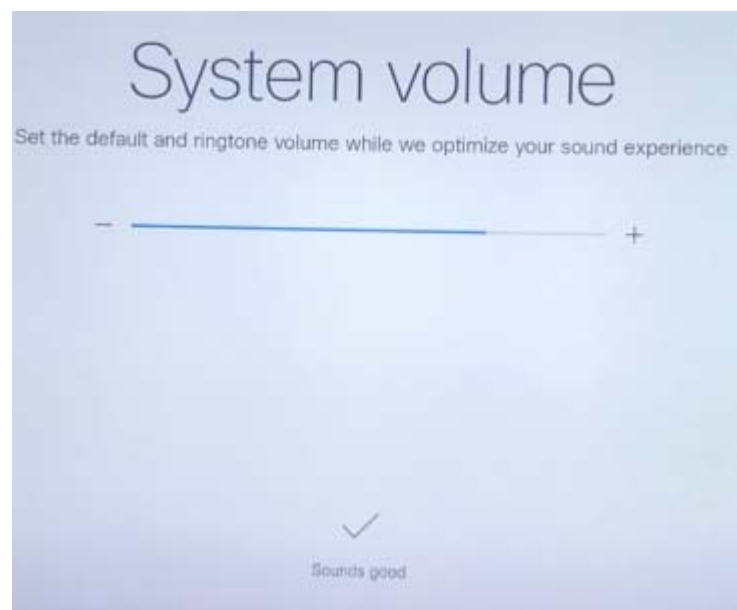 System volume
Set the default and ringtone volume while we optimize your sound experience
− +
Sounds good